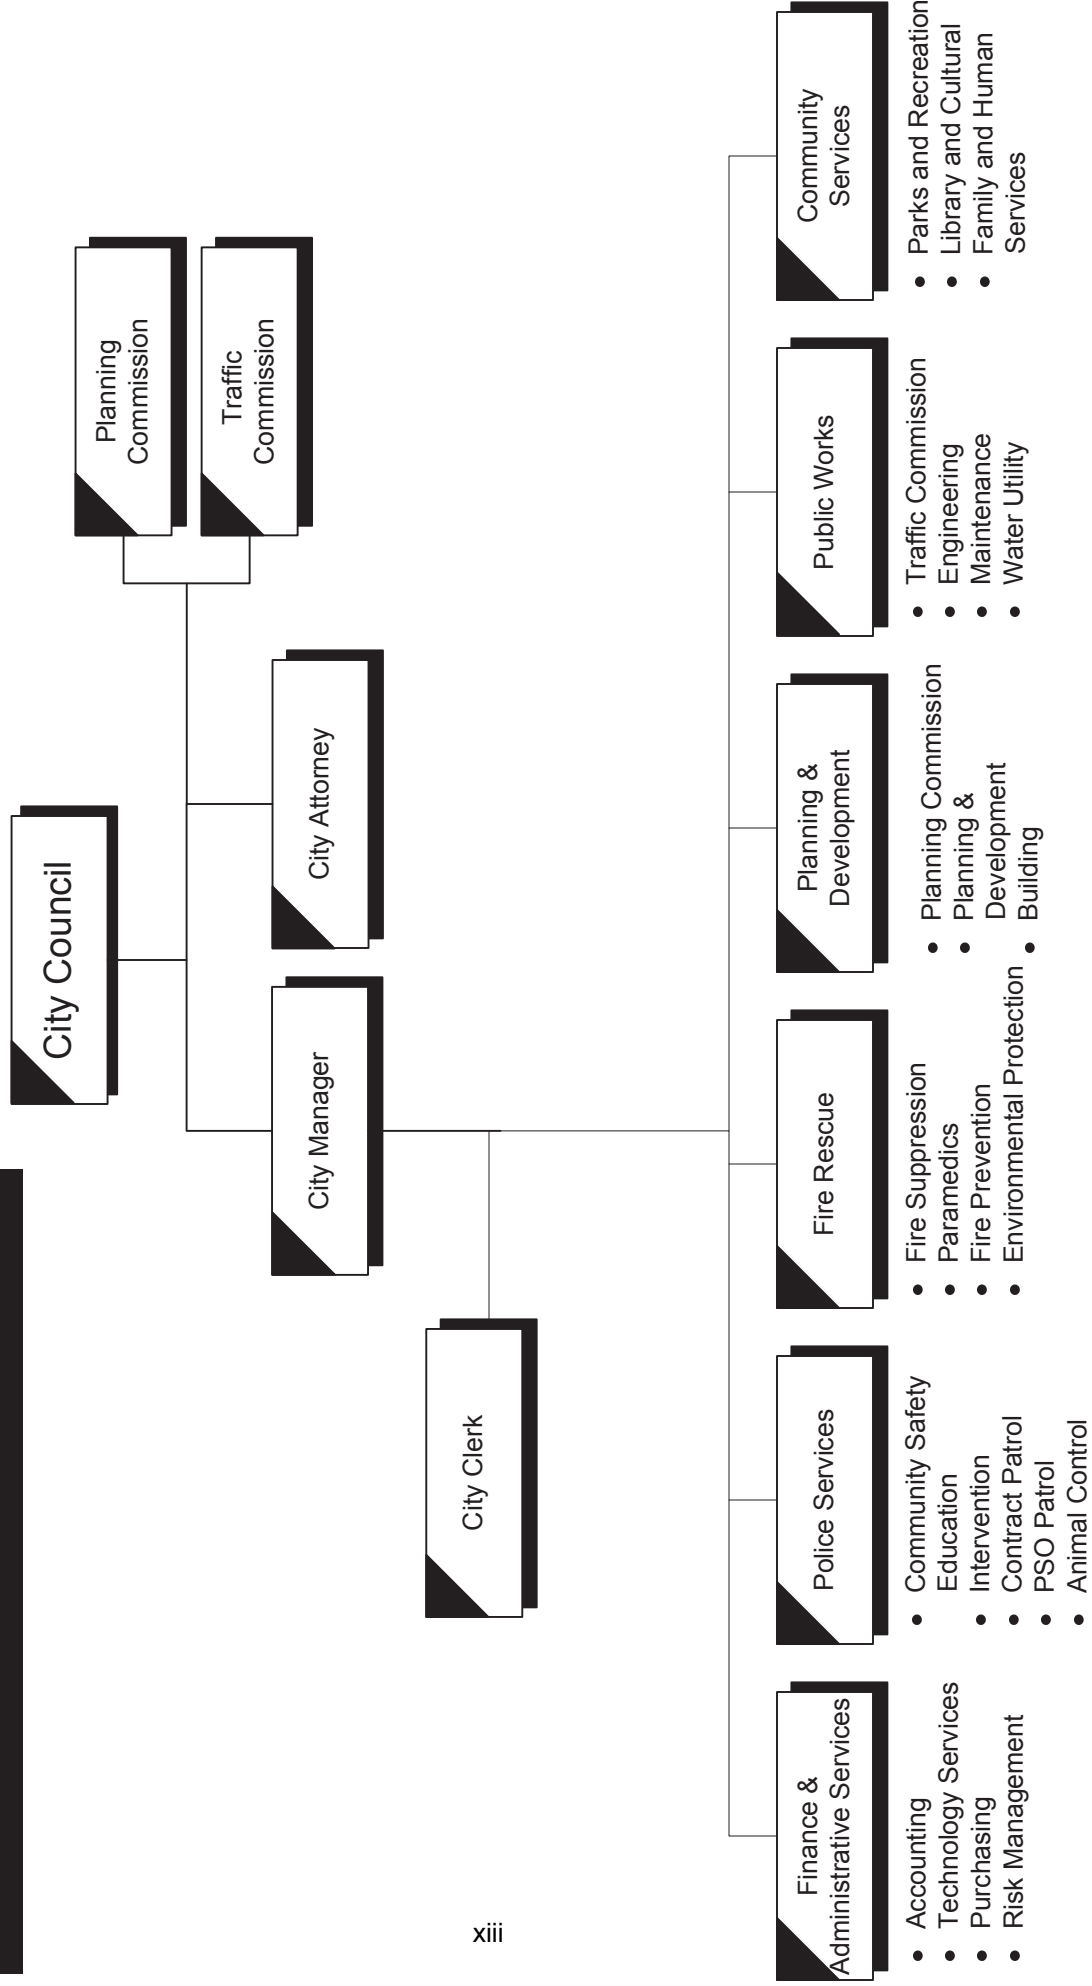 City Council
Planning
Commission
Traffic
Commission
City Manager
City Attorney
City Clerk
Finance &
Administrative Services
• Accounting
• Technology Services
• Purchasing
• Risk Management
Police Services
• Community Safety
Education
• Intervention
• Contract Patrol
• PSO Patrol
• Animal Control
Fire Rescue
• Fire Suppression
• Paramedics
• Fire Prevention
• Environmental Protection
Planning &
Development
• Planning Commission
• Planning &
Development
• Building
Public Works
• Traffic Commission
• Engineering
• Maintenance
• Water Utility
Community
Services
• Parks and Recreation
• Library and Cultural
• Family and Human
Services
xiii